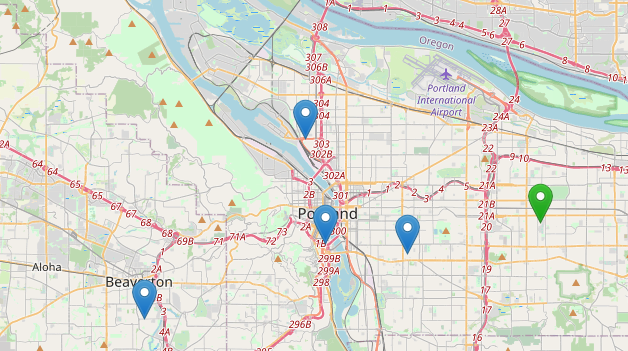 1A
1
3
3
3
4
4
5
6
28A
27
27
6
8
8
10
308
Oregon
307
306B
306A
Portland
International
Airport
24
24A
23A
304
304
22
22
9
10
13
13
2A
64
64
65
65
67
67
68
68
69B
71
71A
72
73
303
302B
302A
3
2B
301
1
1
2
2
3
4
5
21A
21B
21A
20
Portland
2A
1B
300
299B
299A
298
296B
295
19
17
16
Aloha
2A
Beaverton
B
3
4A
4B